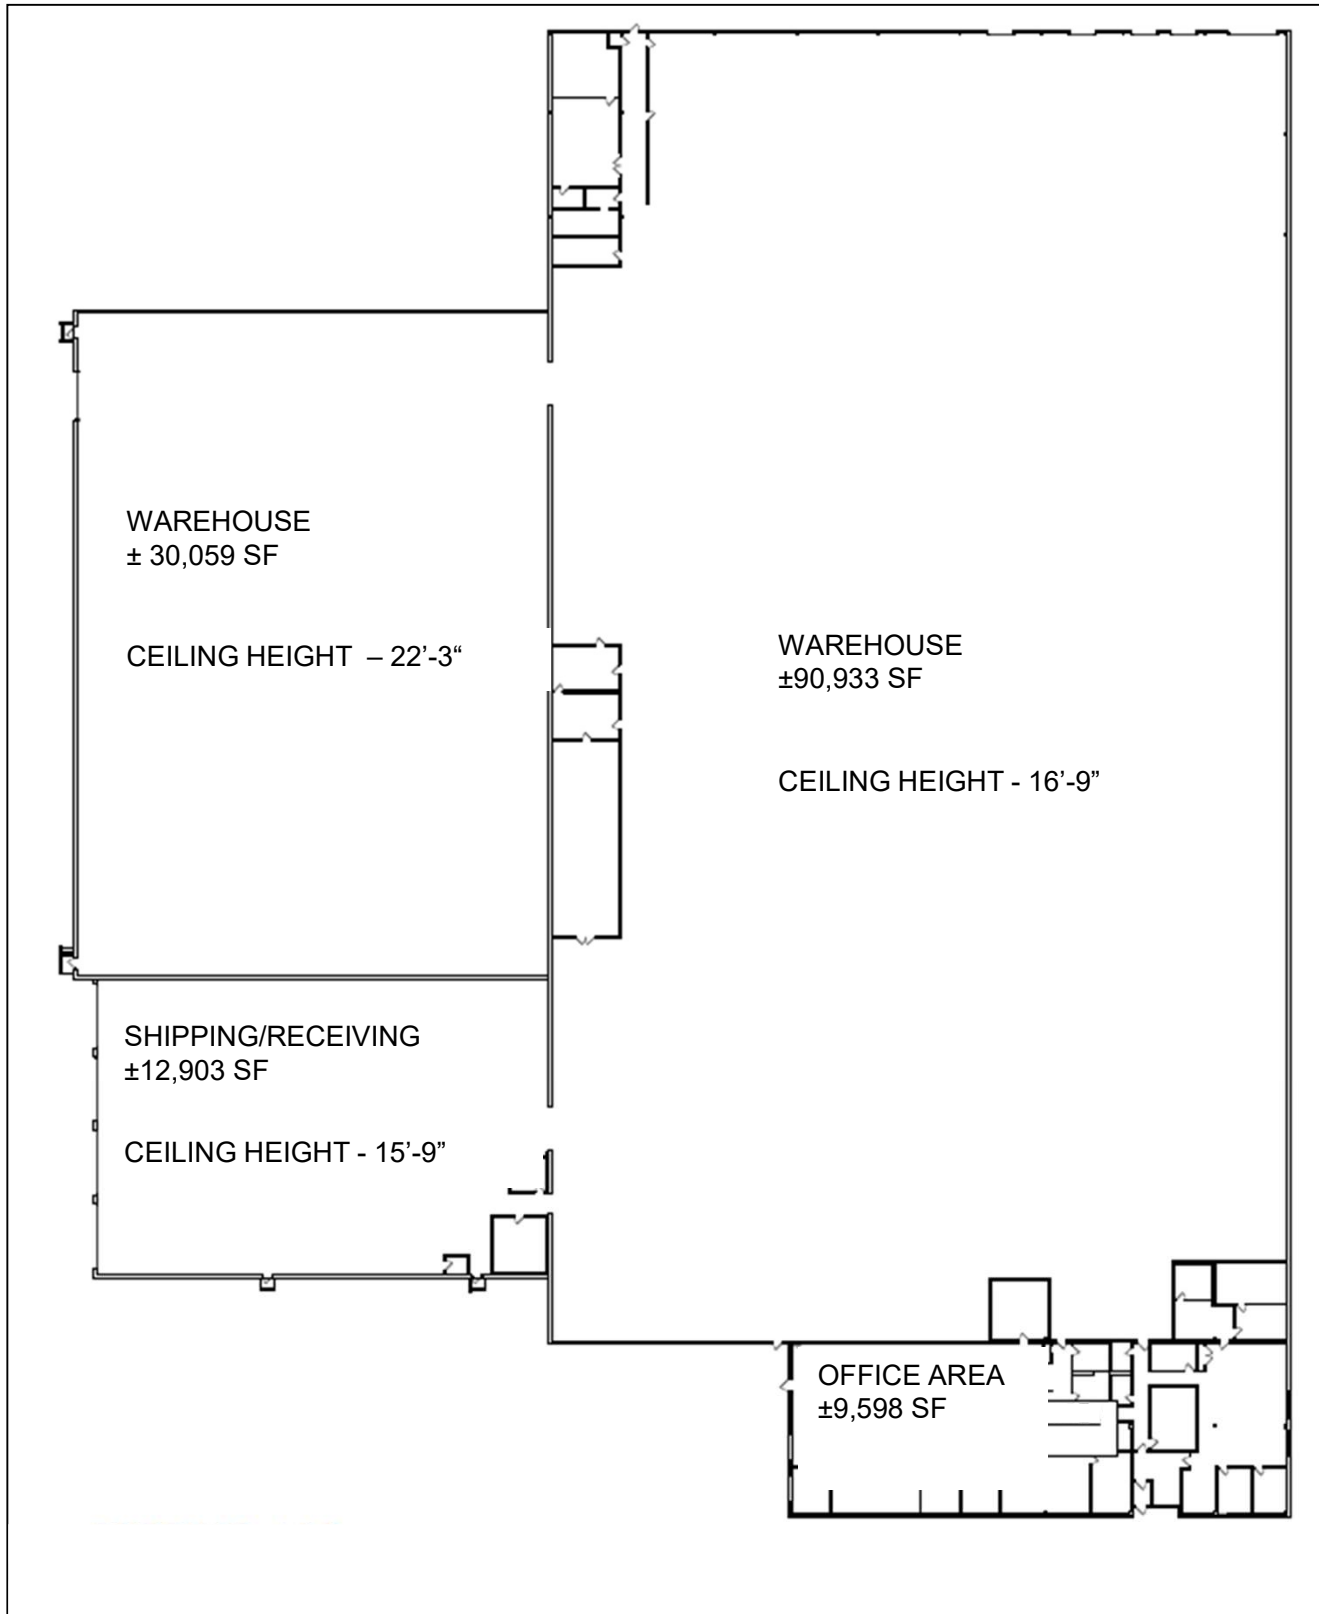 WAREHOUSE
± 30,059 SF
CEILING HEIGHT – 22’-3“
WAREHOUSE
±90,933 SF
CEILING HEIGHT - 16’-9”
SHIPPING/RECEIVING
±12,903 SF
CEILING HEIGHT - 15’-9”
OFFICE AREA
±9,598 SF